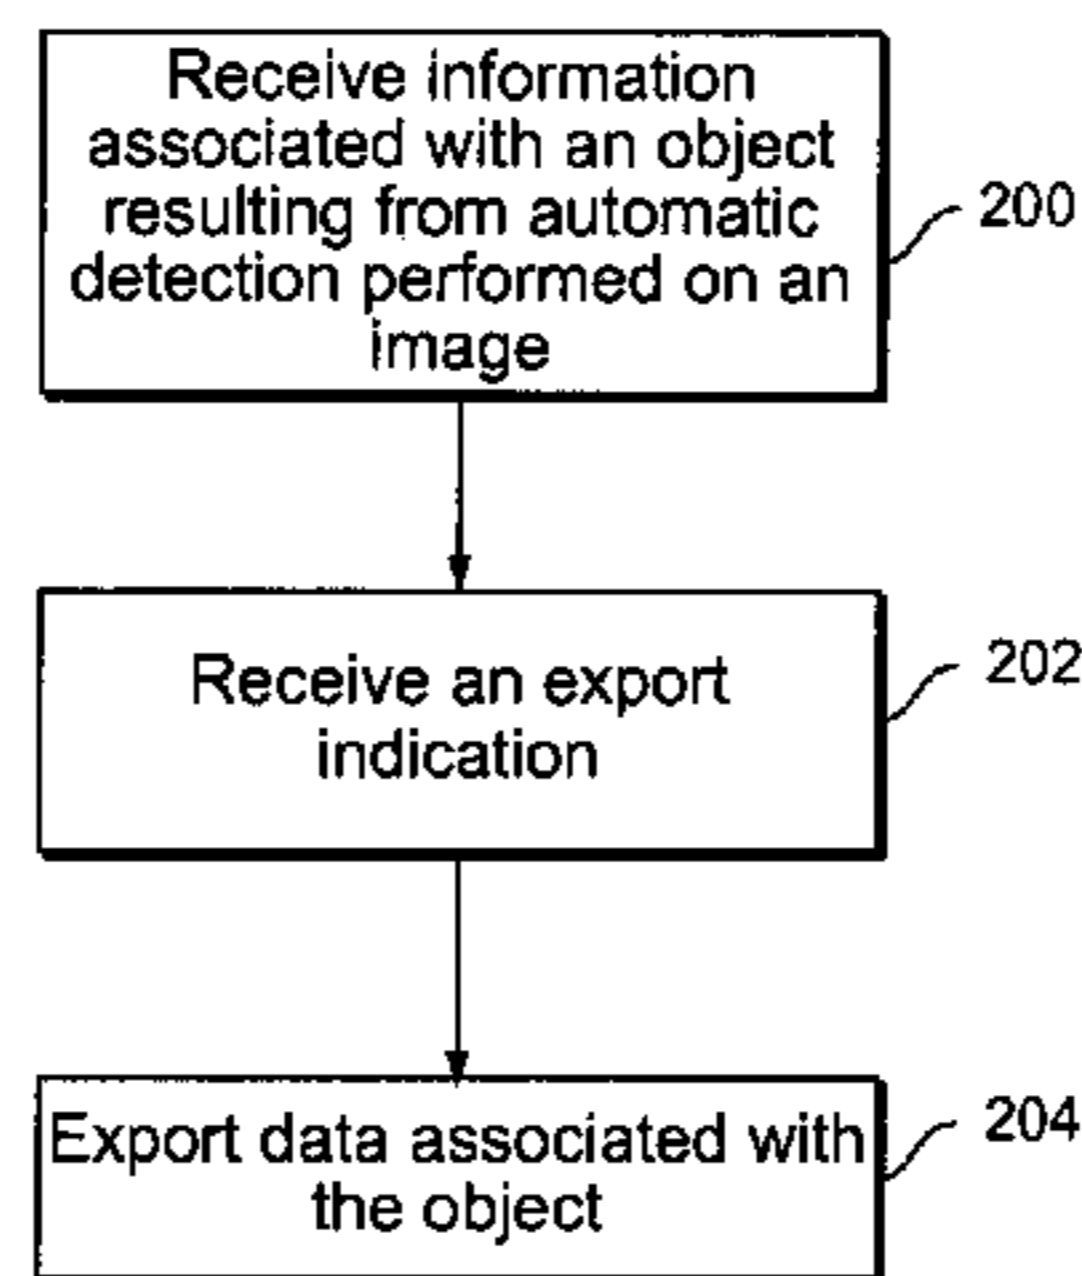 Receive information
associated with an object
resulting from automatic
detection performed on an
image
200
Receive an export
indication
202
Export data associated with
the object
204